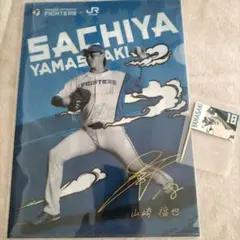 FIGHTERS × JR
SACHIYA
YAMASAKI
FIGHTERS
山﨑 福也
18